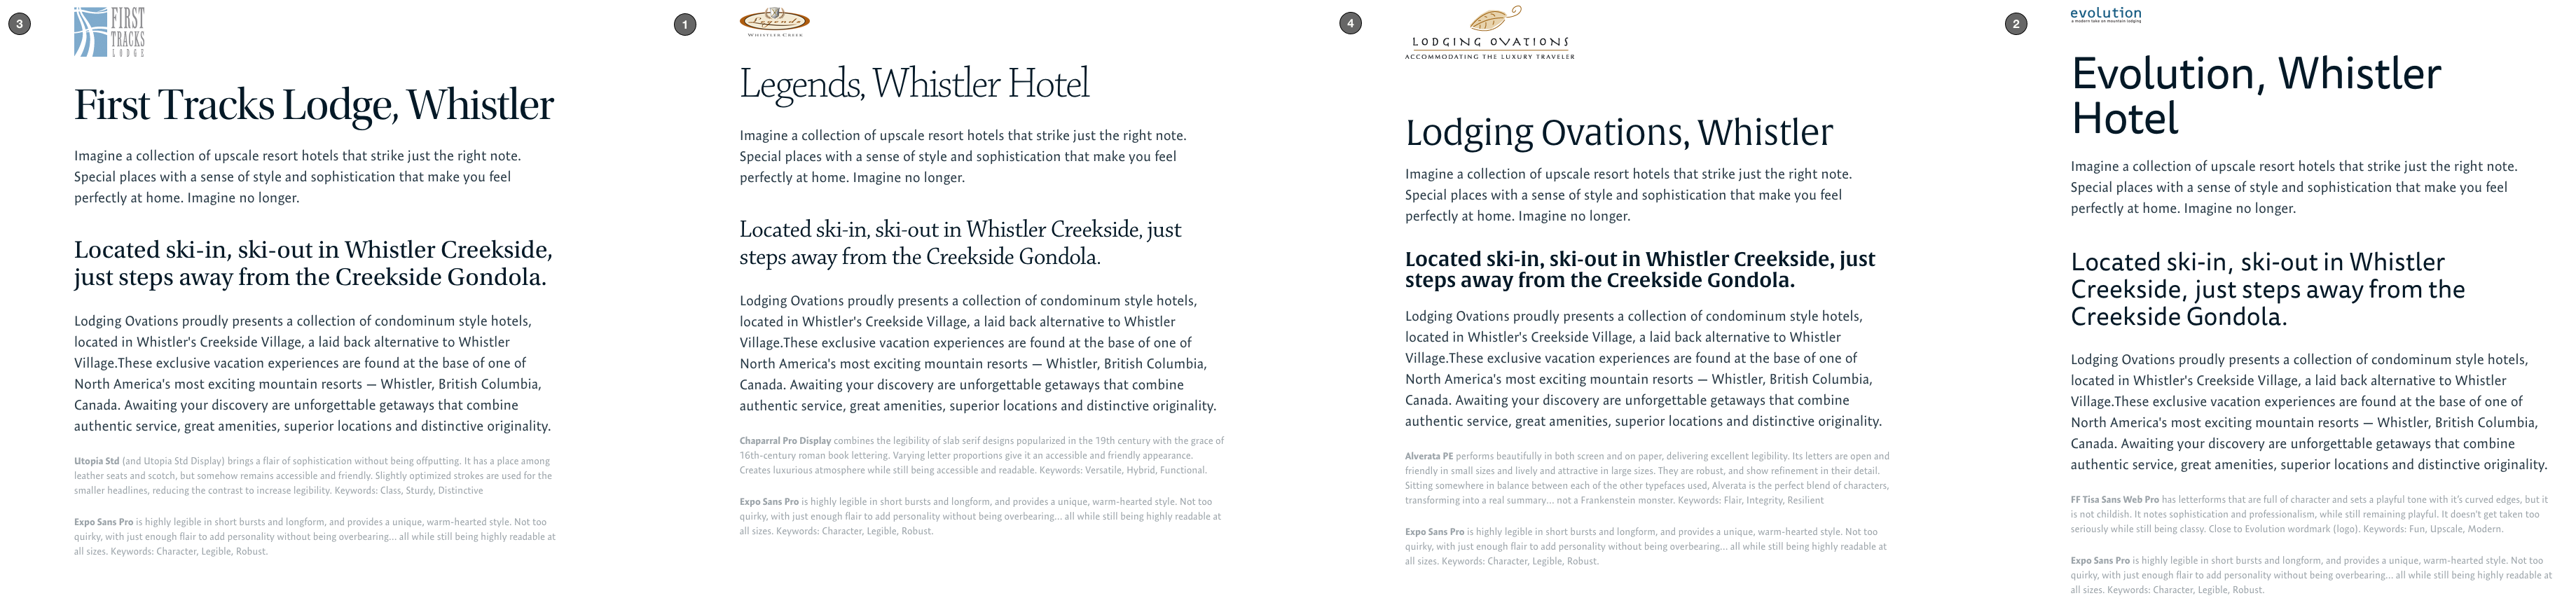 3
FIRST
TRACKS
LODGE
First Tracks Lodge, Whistler
Imagine a collection of upscale resort hotels that strike just the right note.
Special places with a sense of style and sophistication that make you feel
perfectly at home. Imagine no longer.
Located ski-in, ski-out in Whistler Creekside,
just steps away from the Creekside Gondola.
Lodging Ovations proudly presents a collection of condominum style hotels,
located in Whistler's Creekside Village, a laid back alternative to Whistler
Village.These exclusive vacation experiences are found at the base of one of
North America's most exciting mountain resorts — Whistler, British Columbia,
Canada. Awaiting your discovery are unforgettable getaways that combine
authentic service, great amenities, superior locations and distinctive originality.
Utopia Std (and Utopia Std Display) brings a flair of sophistication without being offputting. It has a place among
leather seats and scotch, but somehow remains accessible and friendly. Slightly optimized strokes are used for the
smaller headlines, reducing the contrast to increase legibility. Keywords: Class, Sturdy, Distinctive
Expo Sans Pro is highly legible in short bursts and longform, and provides a unique, warm-hearted style. Not too
quirky, with just enough flair to add personality without being overbearing... all while still being highly readable at
all sizes. Keywords: Character, Legible, Robust.
1
Legends
WHISTLER CREEK
Legends, Whistler Hotel
Imagine a collection of upscale resort hotels that strike just the right note.
Special places with a sense of style and sophistication that make you feel
perfectly at home. Imagine no longer.
Located ski-in, ski-out in Whistler Creekside, just
steps away from the Creekside Gondola.
Lodging Ovations proudly presents a collection of condominum style hotels,
located in Whistler's Creekside Village, a laid back alternative to Whistler
Village.These exclusive vacation experiences are found at the base of one of
North America's most exciting mountain resorts — Whistler, British Columbia,
Canada. Awaiting your discovery are unforgettable getaways that combine
authentic service, great amenities, superior locations and distinctive originality.
Chaparral Pro Display combines the legibility of slab serif designs popularized in the 19th century with the grace of
16th-century roman book lettering. Varying letter proportions give it an accessible and friendly appearance.
Creates luxurious atmosphere while still being accessible and readable. Keywords: Versatile, Hybrid, Functional.
Expo Sans Pro is highly legible in short bursts and longform, and provides a unique, warm-hearted style. Not too
quirky, with just enough flair to add personality without being overbearing... all while still being highly readable at
all sizes. Keywords: Character, Legible, Robust.
4
LODGING OVATIONS
ACCOMMODATING THE LUXURY TRAVELER
Lodging Ovations, Whistler
Imagine a collection of upscale resort hotels that strike just the right note.
Special places with a sense of style and sophistication that make you feel
perfectly at home. Imagine no longer.
Located ski-in, ski-out in Whistler Creekside, just
steps away from the Creekside Gondola.
Lodging Ovations proudly presents a collection of condominum style hotels,
located in Whistler's Creekside Village, a laid back alternative to Whistler
Village.These exclusive vacation experiences are found at the base of one of
North America's most exciting mountain resorts — Whistler, British Columbia,
Canada. Awaiting your discovery are unforgettable getaways that combine
authentic service, great amenities, superior locations and distinctive originality.
Alverata PE performs beautifully in both screen and on paper, delivering excellent legibility. Its letters are open and
friendly in small sizes and lively and attractive in large sizes. They are robust, and show refinement in their detail.
Sitting somewhere in balance between each of the other typefaces used, Alverata is the perfect blend of characters,
transforming into a real summary... not a Frankenstein monster. Keywords: Flair, Integrity, Resilient
Expo Sans Pro is highly legible in short bursts and longform, and provides a unique, warm-hearted style. Not too
quirky, with just enough flair to add personality without being overbearing... all while still being highly readable at
all sizes. Keywords: Character, Legible, Robust.
2
evolution
a modern take on mountain lodging
Evolution, Whistler
Hotel
Imagine a collection of upscale resort hotels that strike just the right note.
Special places with a sense of style and sophistication that make you feel
perfectly at home. Imagine no longer.
Located ski-in, ski-out in Whistler
Creekside, just steps away from the
Creekside Gondola.
Lodging Ovations proudly presents a collection of condominum style hotels,
located in Whistler's Creekside Village, a laid back alternative to Whistler
Village.These exclusive vacation experiences are found at the base of one of
North America's most exciting mountain resorts — Whistler, British Columbia,
Canada. Awaiting your discovery are unforgettable getaways that combine
authentic service, great amenities, superior locations and distinctive originality.
FF Tisa Sans Web Pro has letterforms that are full of character and sets a playful tone with it's curved edges, but it
is not childish. It notes sophistication and professionalism, while still remaining playful. It doesn't get taken too
seriously while still being classy. Close to Evolution wordmark (logo). Keywords: Fun, Upscale, Modern.
Expo Sans Pro is highly legible in short bursts and longform, and provides a unique, warm-hearted style. Not too
quirky, with just enough flair to add personality without being overbearing... all while still being highly readable at
all sizes. Keywords: Character, Legible, Robust.